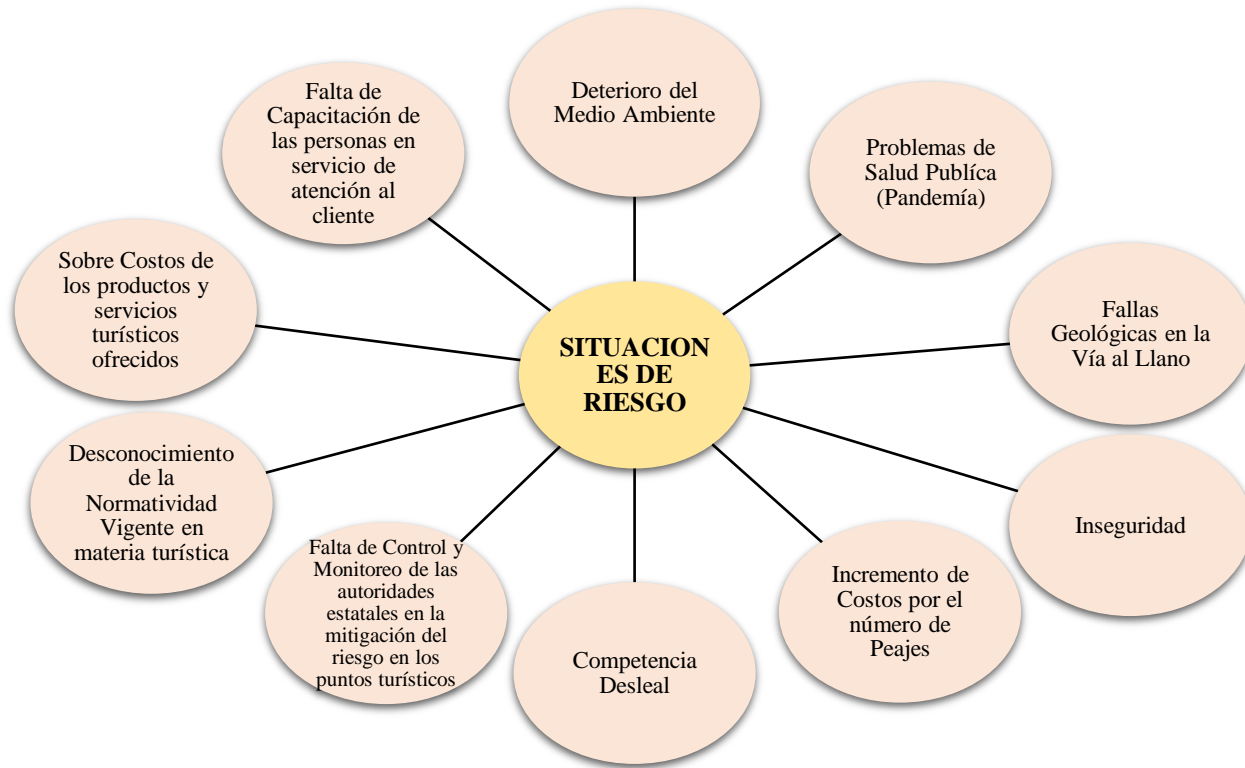 Deterioro del
Medio Ambiente
Problemas de
Salud Publíca
(Pandemía)
Fallas
Geológicas en la
Vía al Llano
Inseguridad
Incremento de
Costos por el
número de
Peajes
Competencia
Desleal
Falta de Control y
Monitoreo de las
autoridades
estatales en la
mitigación del
riesgo en los
puntos turísticos
Desconocimiento
de la
Normatividad
Vigente en
materia turística
Sobre Costos de
los productos y
servicios
turísticos
ofrecidos
Falta de
Capacitación de
las personas en
servicio de
atención al
cliente
SITUACION
ES DE
RIESGO